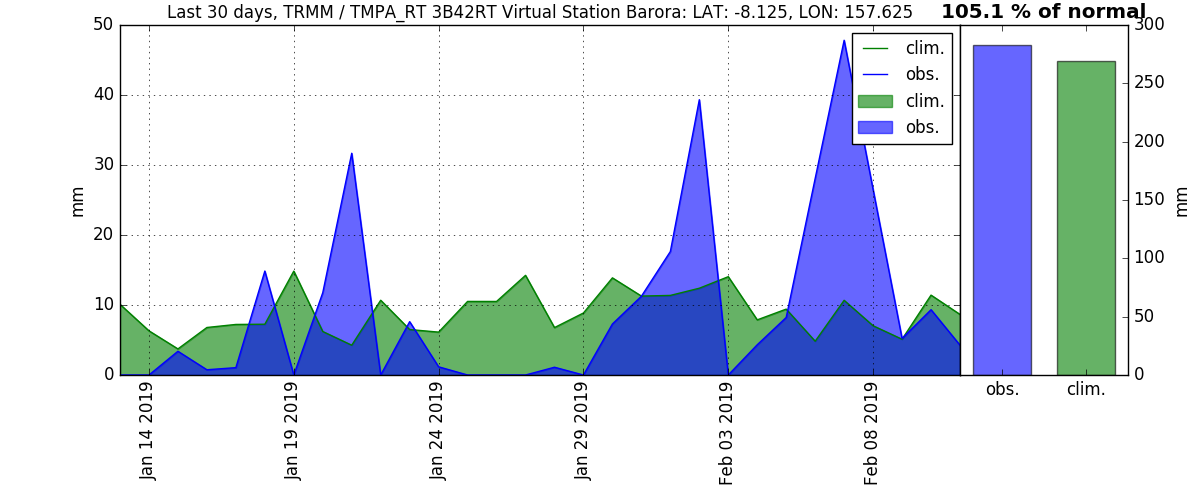 Last 30 days, TRMM / TMPA_RT 3B42RT Virtual Station Barora: LAT: -8.125, LON: 157.625
105.1 % of normal
50
40
30
20
10
0
mm
clim.
obs.
clim.
obs.
Jan 14 2019
Jan 19 2019
Jan 24 2019
Jan 29 2019
Feb 03 2019
Feb 08 2019
300
250
200
150
100
50
0
mm
obs.
clim.